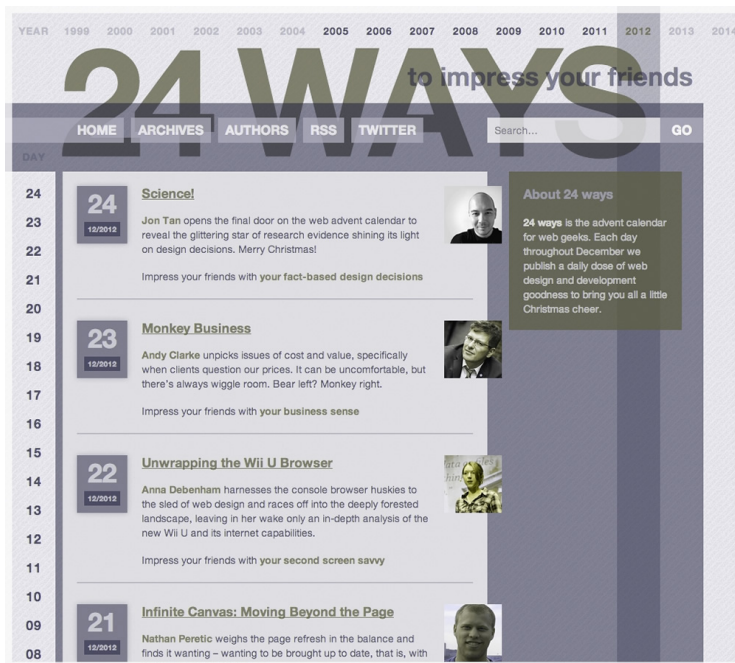 YEAR 1999 2000 2001 2002 2003 2004 2005 2006 2007 2008 2009 2010 2011 2012 2013 2014
24 WAYS
to impress your friends
HOME ARCHIVES AUTHORS RSS TWITTER Search... GO
DAY
24
23
22
21
20
19
18
17
16
15
14
13
12
11
10
09
08
24
12/2012
Science!
Jon Tan opens the final door on the web advent calendar to
reveal the glittering star of research evidence shining its light
on design decisions. Merry Christmas!
Impress your friends with your fact-based design decisions
23
12/2012
Monkey Business
Andy Clarke unpicks issues of cost and value, specifically
when clients question our prices. It can be uncomfortable, but
there's always wiggle room. Bear left? Monkey right.
Impress your friends with your business sense
22
12/2012
Unwrapping the Wii U Browser
Anna Debenham harnesses the console browser huskies to
the sled of web design and races off into the deeply forested
landscape, leaving in her wake only an in-depth analysis of the
new Wii U and its internet capabilities.
Impress your friends with your second screen savvy
21
12/2012
Infinite Canvas: Moving Beyond the Page
Nathan Peretic weighs the page refresh in the balance and
finds it wanting – wanting to be brought up to date, that is, with
About 24 ways
24 ways is the advent calendar
for web geeks. Each day
throughout December we
publish a daily dose of web
design and development
goodness to bring you all a little
Christmas cheer.